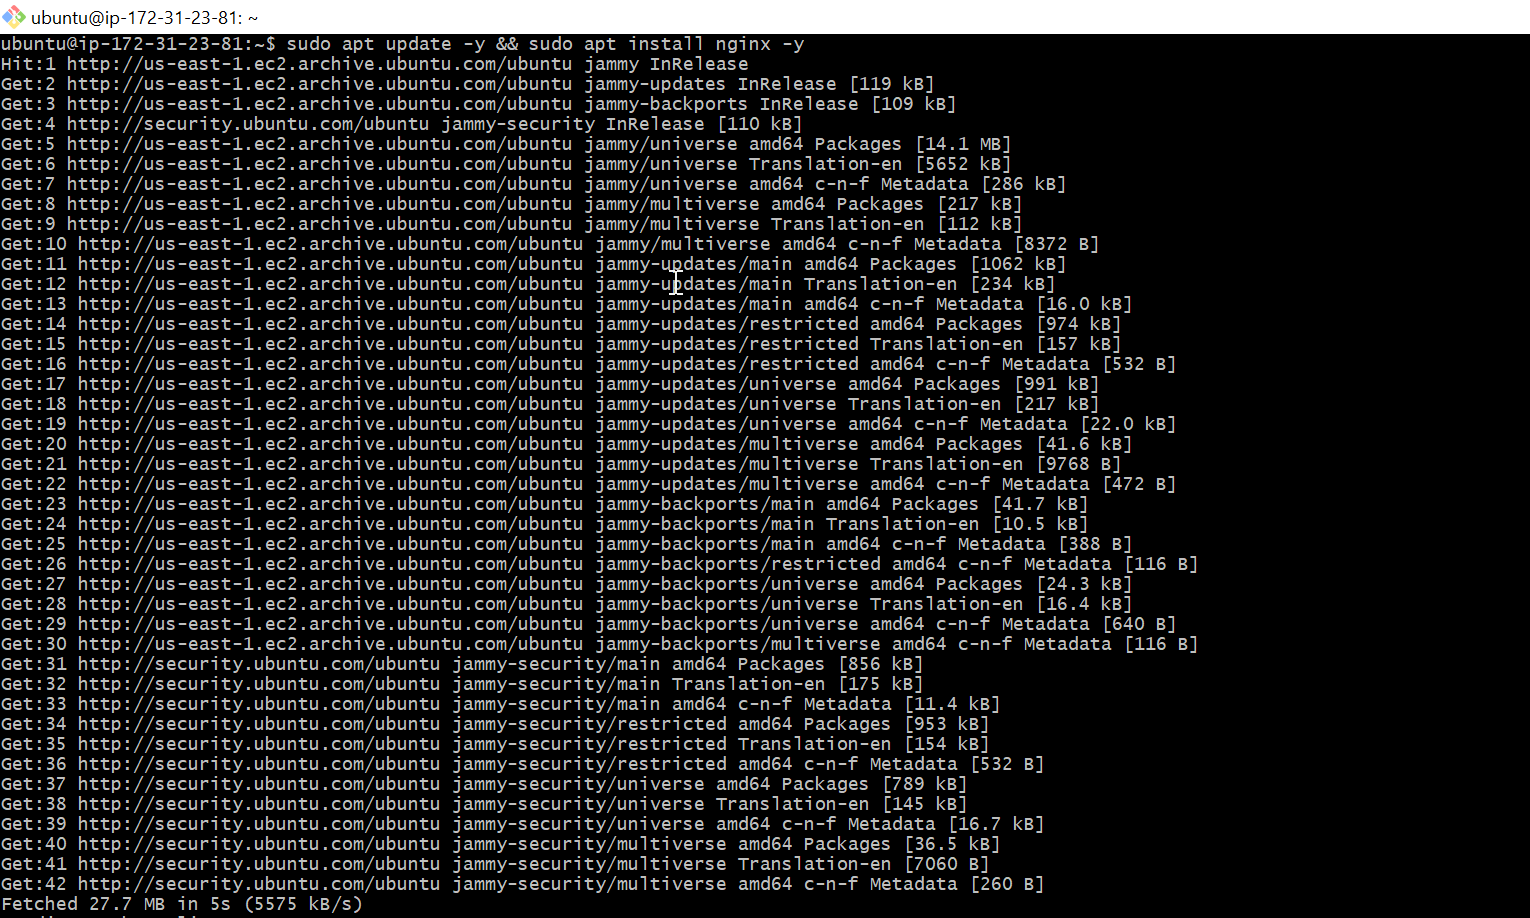 ubuntu@ip-172-31-23-81: ~
ubuntu@ip-172-31-23-81:~$ sudo apt update -y && sudo apt install nginx -y
Hit:1 http://us-east-1.ec2.archive.ubuntu.com/ubuntu jammy InRelease
Get:2 http://us-east-1.ec2.archive.ubuntu.com/ubuntu jammy-updates InRelease [119 kB]
Get:3 http://us-east-1.ec2.archive.ubuntu.com/ubuntu jammy-backports InRelease [109 kB]
Get:4 http://security.ubuntu.com/ubuntu jammy-security InRelease [110 kB]
Get:5 http://us-east-1.ec2.archive.ubuntu.com/ubuntu jammy/universe amd64 Packages [14.1 MB]
Get:6 http://us-east-1.ec2.archive.ubuntu.com/ubuntu jammy/universe Translation-en [5652 kB]
Get:7 http://us-east-1.ec2.archive.ubuntu.com/ubuntu jammy/universe amd64 c-n-f Metadata [286 kB]
Get:8 http://us-east-1.ec2.archive.ubuntu.com/ubuntu jammy/multiverse amd64 Packages [217 kB]
Get:9 http://us-east-1.ec2.archive.ubuntu.com/ubuntu jammy/multiverse Translation-en [112 kB]
Get:10 http://us-east-1.ec2.archive.ubuntu.com/ubuntu jammy/multiverse amd64 c-n-f Metadata [8372 B]
Get:11 http://us-east-1.ec2.archive.ubuntu.com/ubuntu jammy-updates/main amd64 Packages [1062 kB]
Get:12 http://us-east-1.ec2.archive.ubuntu.com/ubuntu jammy-updates/main Translation-en [234 kB]
Get:13 http://us-east-1.ec2.archive.ubuntu.com/ubuntu jammy-updates/main amd64 c-n-f Metadata [16.0 kB]
Get:14 http://us-east-1.ec2.archive.ubuntu.com/ubuntu jammy-updates/restricted amd64 Packages [974 kB]
Get:15 http://us-east-1.ec2.archive.ubuntu.com/ubuntu jammy-updates/restricted Translation-en [157 kB]
Get:16 http://us-east-1.ec2.archive.ubuntu.com/ubuntu jammy-updates/restricted amd64 c-n-f Metadata [532 B]
Get:17 http://us-east-1.ec2.archive.ubuntu.com/ubuntu jammy-updates/universe amd64 Packages [991 kB]
Get:18 http://us-east-1.ec2.archive.ubuntu.com/ubuntu jammy-updates/universe Translation-en [217 kB]
Get:19 http://us-east-1.ec2.archive.ubuntu.com/ubuntu jammy-updates/universe amd64 c-n-f Metadata [22.0 kB]
Get:20 http://us-east-1.ec2.archive.ubuntu.com/ubuntu jammy-updates/multiverse amd64 Packages [41.6 kB]
Get:21 http://us-east-1.ec2.archive.ubuntu.com/ubuntu jammy-updates/multiverse Translation-en [9768 B]
Get:22 http://us-east-1.ec2.archive.ubuntu.com/ubuntu jammy-updates/multiverse amd64 c-n-f Metadata [472 B]
Get:23 http://us-east-1.ec2.archive.ubuntu.com/ubuntu jammy-backports/main amd64 Packages [41.7 kB]
Get:24 http://us-east-1.ec2.archive.ubuntu.com/ubuntu jammy-backports/main Translation-en [10.5 kB]
Get:25 http://us-east-1.ec2.archive.ubuntu.com/ubuntu jammy-backports/main amd64 c-n-f Metadata [388 B]
Get:26 http://us-east-1.ec2.archive.ubuntu.com/ubuntu jammy-backports/restricted amd64 c-n-f Metadata [116 B]
Get:27 http://us-east-1.ec2.archive.ubuntu.com/ubuntu jammy-backports/universe amd64 Packages [24.3 kB]
Get:28 http://us-east-1.ec2.archive.ubuntu.com/ubuntu jammy-backports/universe Translation-en [16.4 kB]
Get:29 http://us-east-1.ec2.archive.ubuntu.com/ubuntu jammy-backports/universe amd64 c-n-f Metadata [640 B]
Get:30 http://us-east-1.ec2.archive.ubuntu.com/ubuntu jammy-backports/multiverse amd64 c-n-f Metadata [116 B]
Get:31 http://security.ubuntu.com/ubuntu jammy-security/main amd64 Packages [856 kB]
Get:32 http://security.ubuntu.com/ubuntu jammy-security/main Translation-en [175 kB]
Get:33 http://security.ubuntu.com/ubuntu jammy-security/main amd64 c-n-f Metadata [11.4 kB]
Get:34 http://security.ubuntu.com/ubuntu jammy-security/restricted amd64 Packages [953 kB]
Get:35 http://security.ubuntu.com/ubuntu jammy-security/restricted Translation-en [154 kB]
Get:36 http://security.ubuntu.com/ubuntu jammy-security/restricted amd64 c-n-f Metadata [532 B]
Get:37 http://security.ubuntu.com/ubuntu jammy-security/universe amd64 Packages [789 kB]
Get:38 http://security.ubuntu.com/ubuntu jammy-security/universe Translation-en [145 kB]
Get:39 http://security.ubuntu.com/ubuntu jammy-security/universe amd64 c-n-f Metadata [16.7 kB]
Get:40 http://security.ubuntu.com/ubuntu jammy-security/multiverse amd64 Packages [36.5 kB]
Get:41 http://security.ubuntu.com/ubuntu jammy-security/multiverse Translation-en [7060 B]
Get:42 http://security.ubuntu.com/ubuntu jammy-security/multiverse amd64 c-n-f Metadata [260 B]
Fetched 27.7 MB in 5s (5575 kB/s)